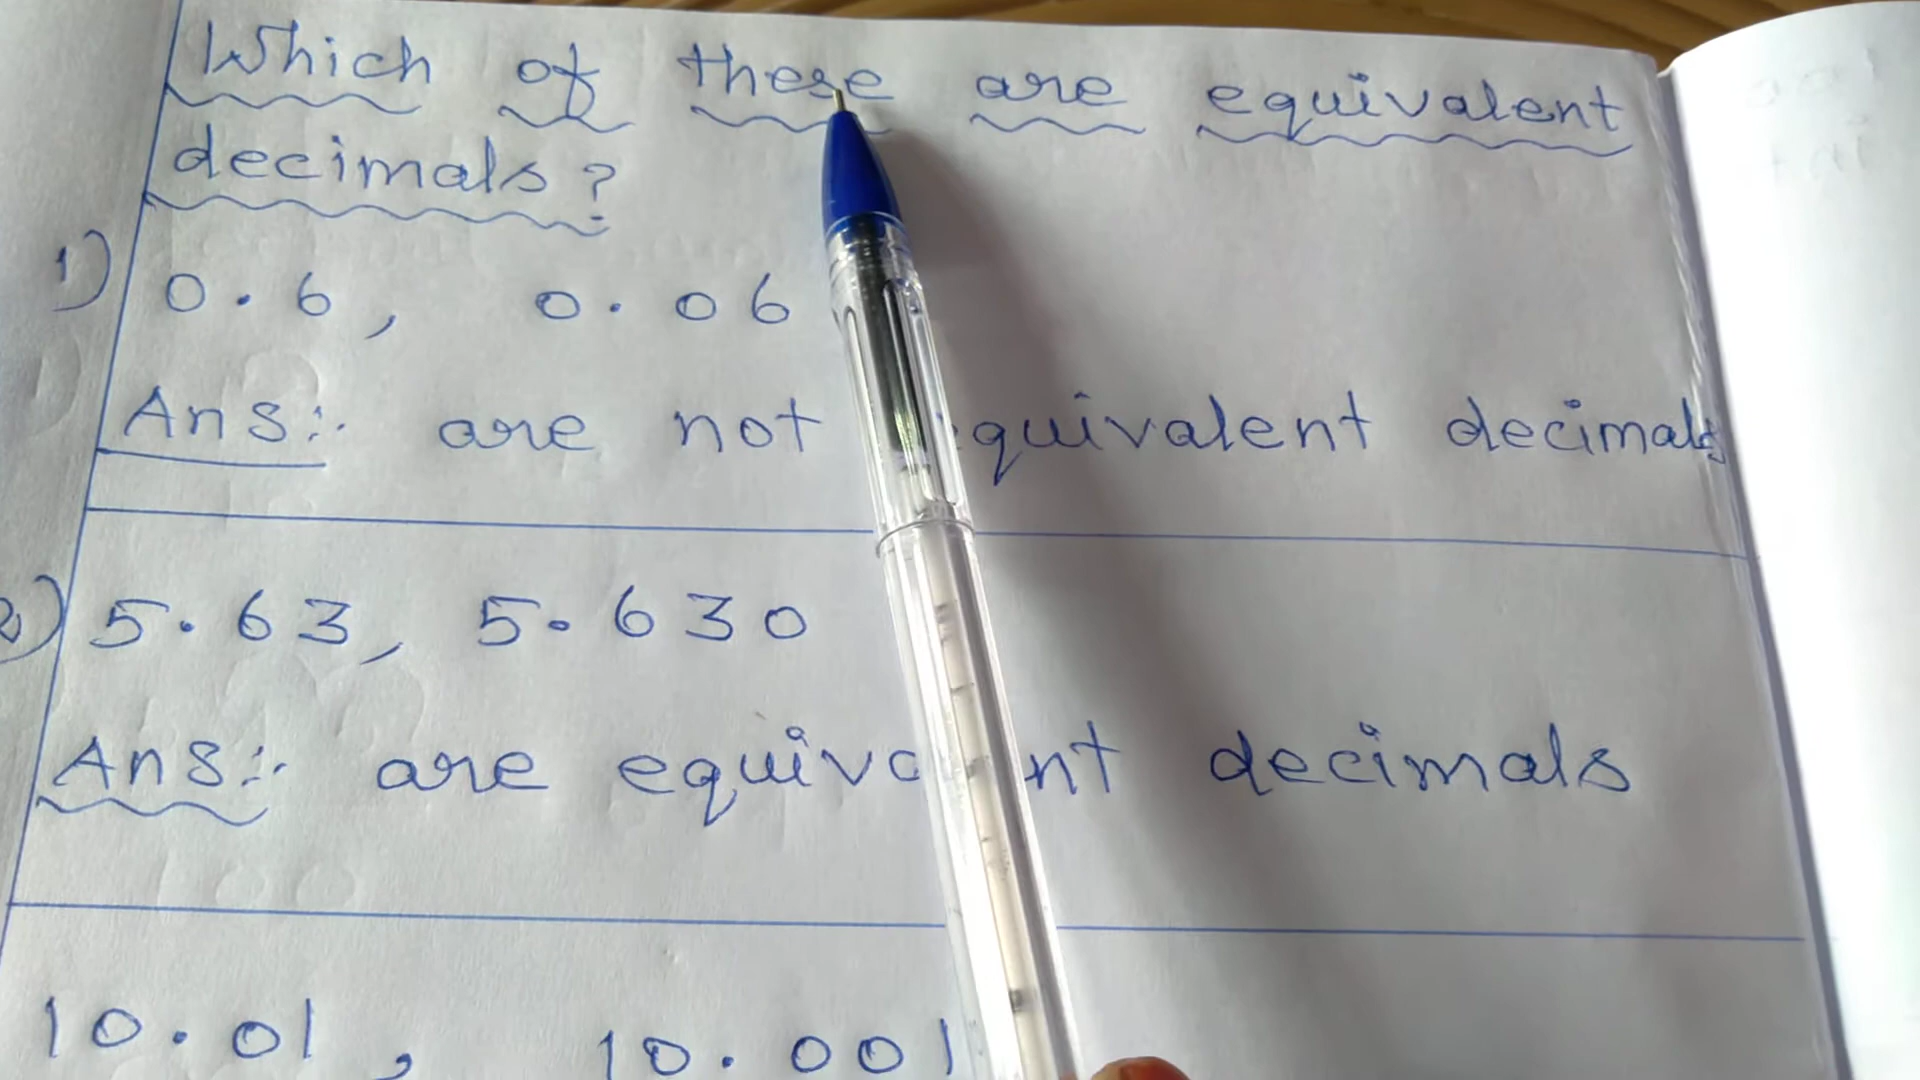 Which of these are equivalent
decimals?
1) 0.6, 0.06
Ans:- are not equivalent decimals
2) 5.63, 5.630
Ans:- are equivalent decimals
10.01, 10.001